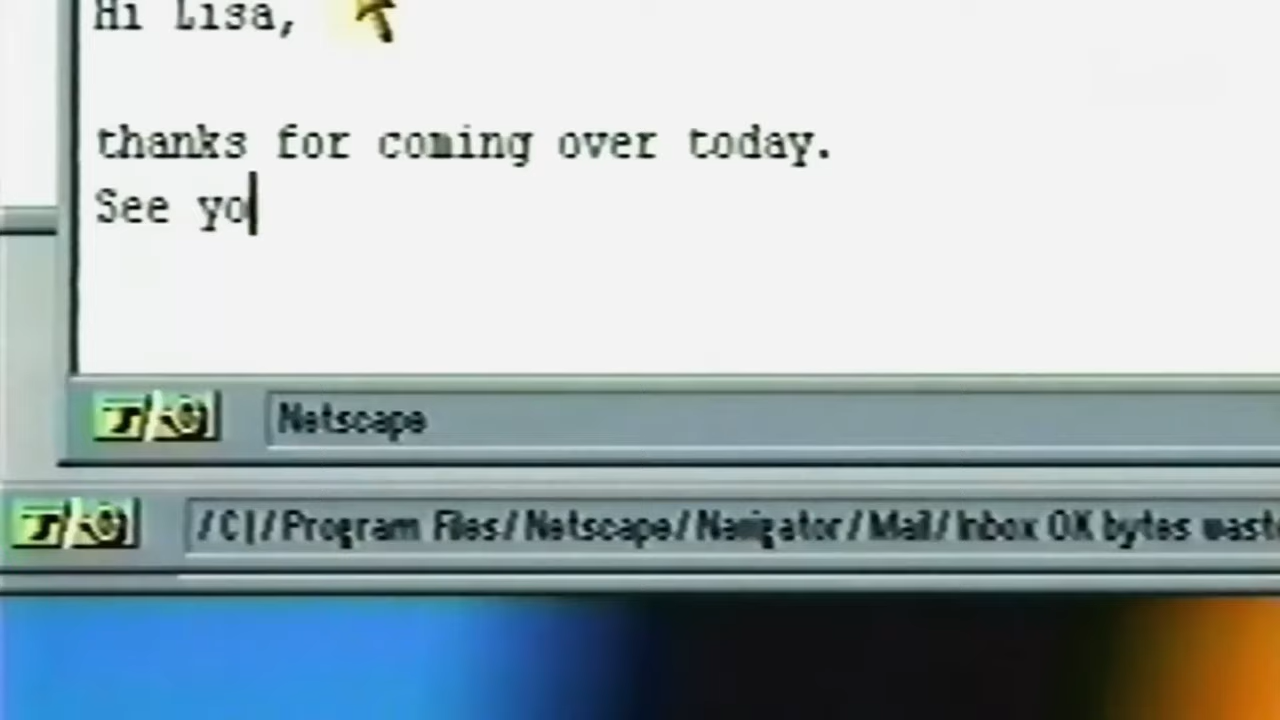 Hi Lisa,
thanks for coming over today.
See yo
Netscape
/C|/Program Files/Netscape/Navigator/Mail/Inbox OK bytes